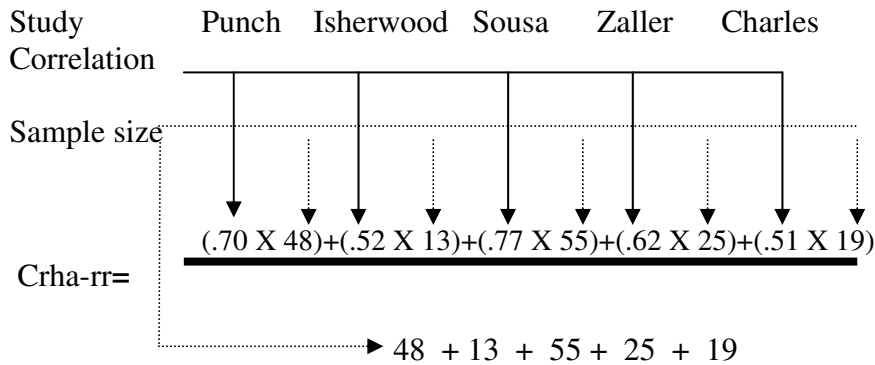 Study Punch Isherwood Sousa Zaller Charles
Correlation
Sample size
(.70 X 48)+(.52 X 13)+(.77 X 55)+(.62 X 25)+(.51 X 19)
Crha-rr=
48 + 13 + 55 + 25 + 19